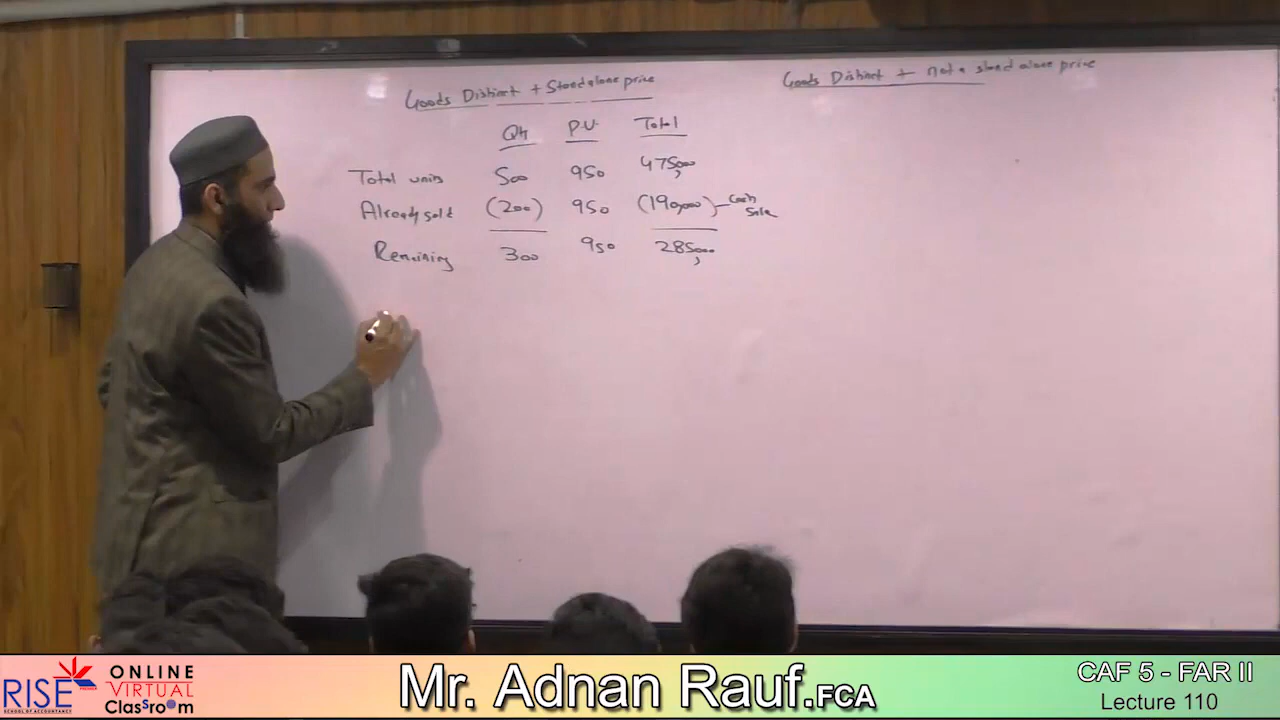 Goods Distinct + Standalone price
Goods Distinct + not a stand alone price
Qty P.U. Total
Total units 500 950 475,000
Already sold (200) 950 (190,000) — Cash Sale
Remaining 300 950 285,000
RISE PREMIER
SCHOOL OF ACCOUNTANCY
ONLINE
VIRTUAL
Classroom
Mr. Adnan Rauf.FCA
CAF 5 - FAR II
Lecture 110